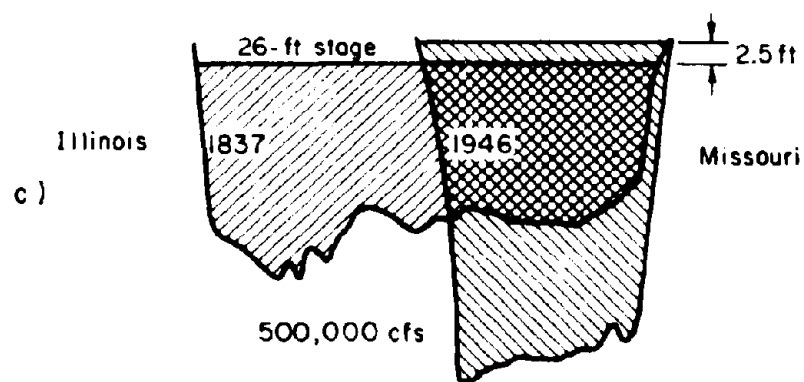 26-ft stage
2.5 ft
Illinois
1837
1946
Missouri
c)
500,000 cfs